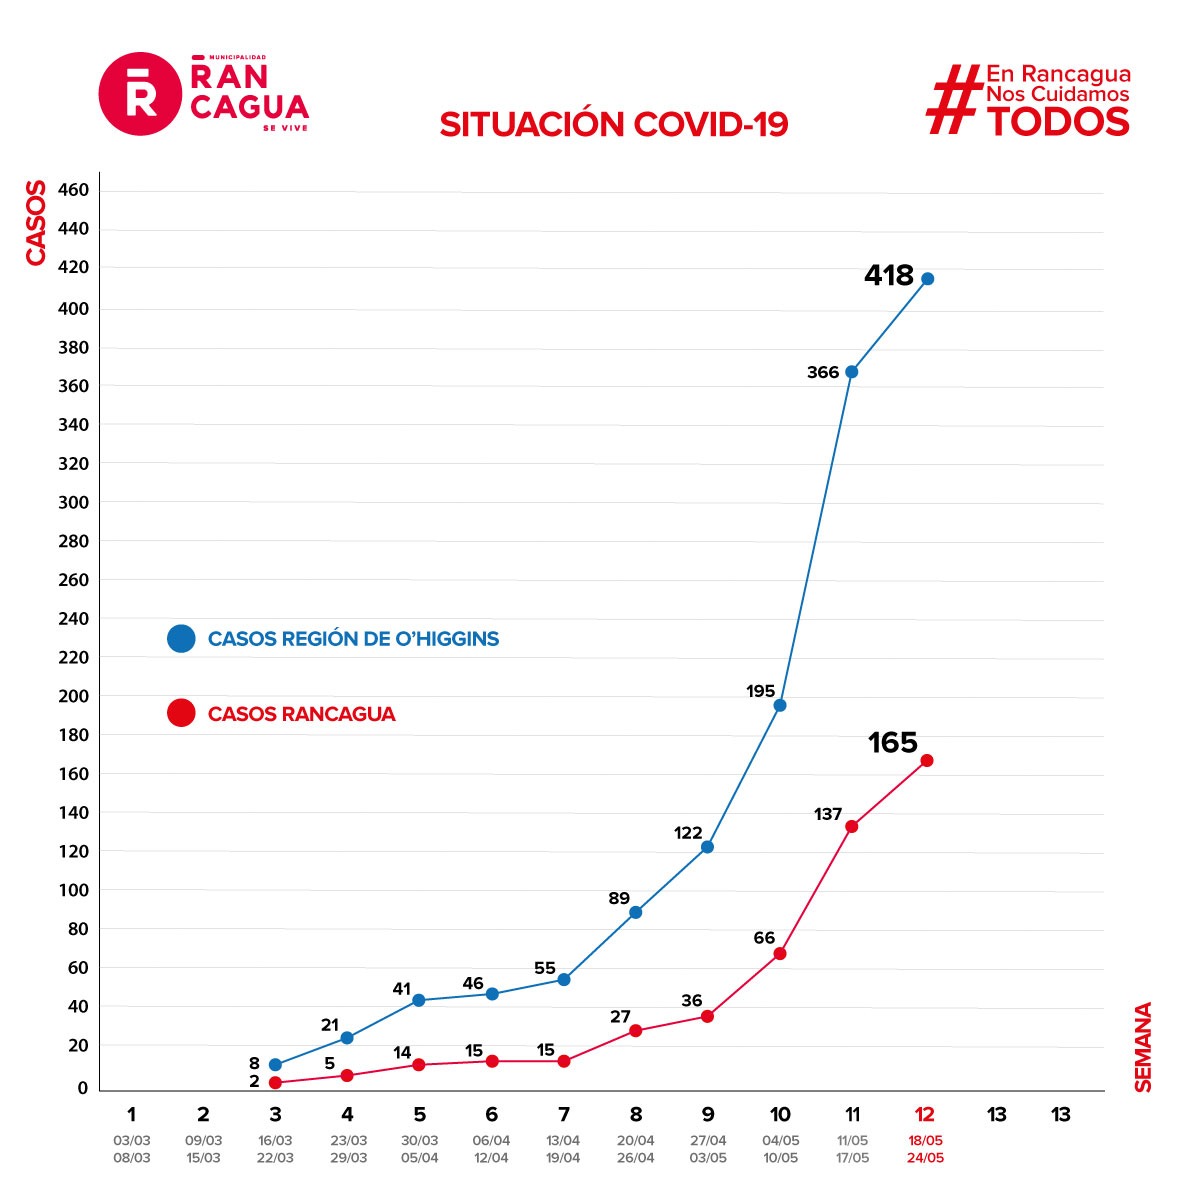 MUNICIPALIDAD
R RAN
CAGUA
SE VIVE
SITUACIÓN COVID-19
# En Rancagua
Nos Cuidamos
TODOS
CASOS
460
440
420
400
380
360
340
320
300
280
260
240
220
200
180
160
140
120
100
80
60
40
20
0
418
366
195
165
137
122
89
66
55
46
41
36
27
21
15
15
14
8
5
2
CASOS REGIÓN DE O'HIGGINS
CASOS RANCAGUA
SEMANA
1 2 3 4 5 6 7 8 9 10 11 12 13 13
03/03 09/03 16/03 23/03 30/03 06/04 13/04 20/04 27/04 04/05 11/05 18/05
08/03 15/03 22/03 29/03 05/04 12/04 19/04 26/04 03/05 10/05 17/05 24/05